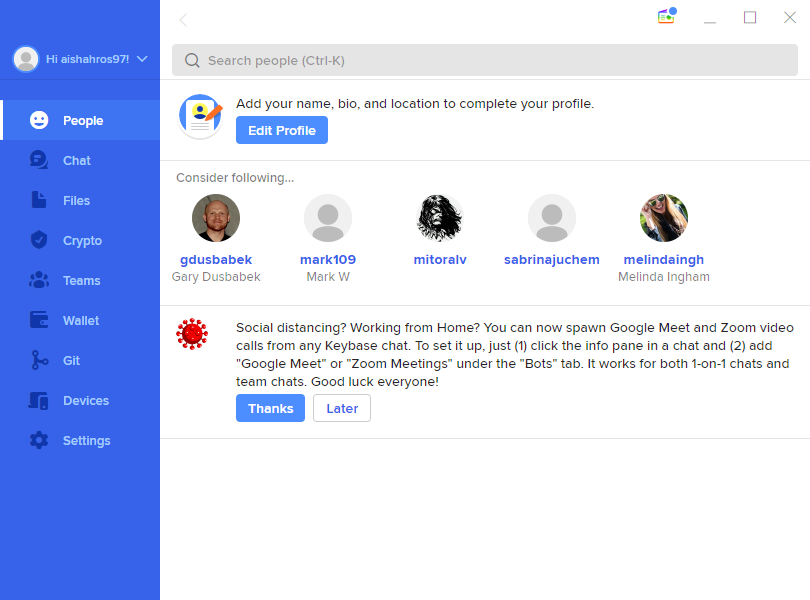 Hi aishahros97!
Search people (Ctrl-K)
People
Chat
Files
Crypto
Teams
Wallet
Git
Devices
Settings
Add your name, bio, and location to complete your profile.
Edit Profile
Consider following...
gdusbabek
Gary Dusbabek
mark109
Mark W
mitoralv
sabrinajuchem
melindaingh
Melinda Ingham
Social distancing? Working from Home? You can now spawn Google Meet and Zoom video
calls from any Keybase chat. To set it up, just (1) click the info pane in a chat and (2) add
"Google Meet" or "Zoom Meetings" under the "Bots" tab. It works for both 1-on-1 chats and
team chats. Good luck everyone!
Thanks
Later